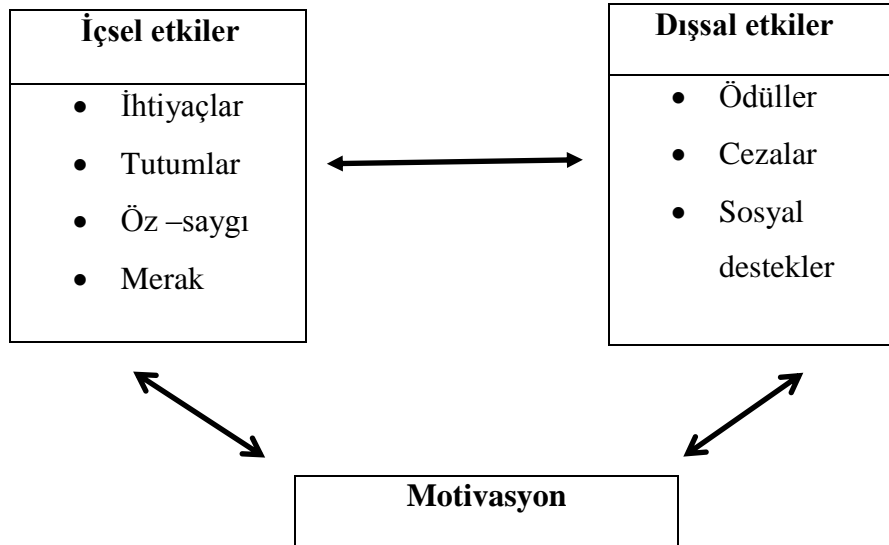 İçsel etkiler
• İhtiyaçlar
• Tutumlar
• Öz –saygı
• Merak
Dışsal etkiler
• Ödüller
• Cezalar
• Sosyal
destekler
Motivasyon